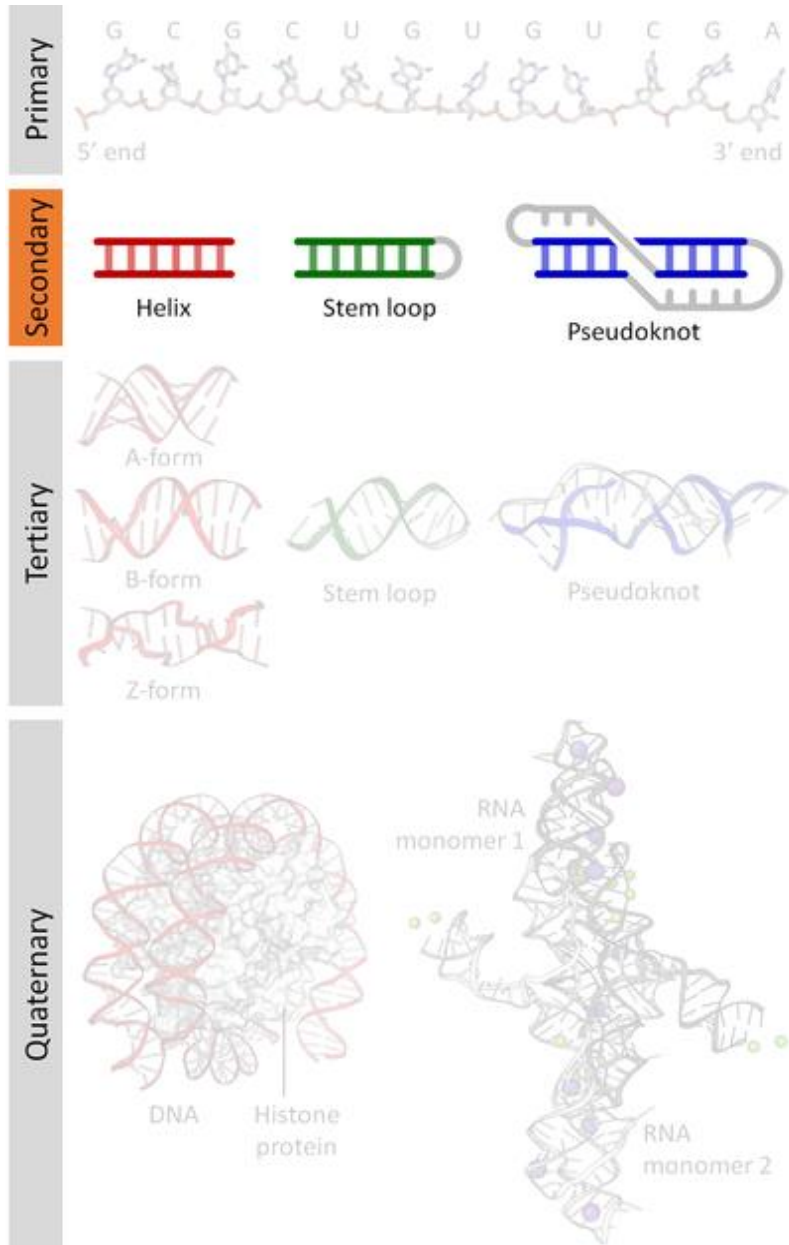 Primary
G C G C U G U G U C G A
5' end 3' end
Secondary
Helix
Stem loop
Pseudoknot
Tertiary
A-form
B-form
Z-form
Stem loop
Pseudoknot
Quaternary
DNA
Histone
protein
RNA
monomer 1
RNA
monomer 2